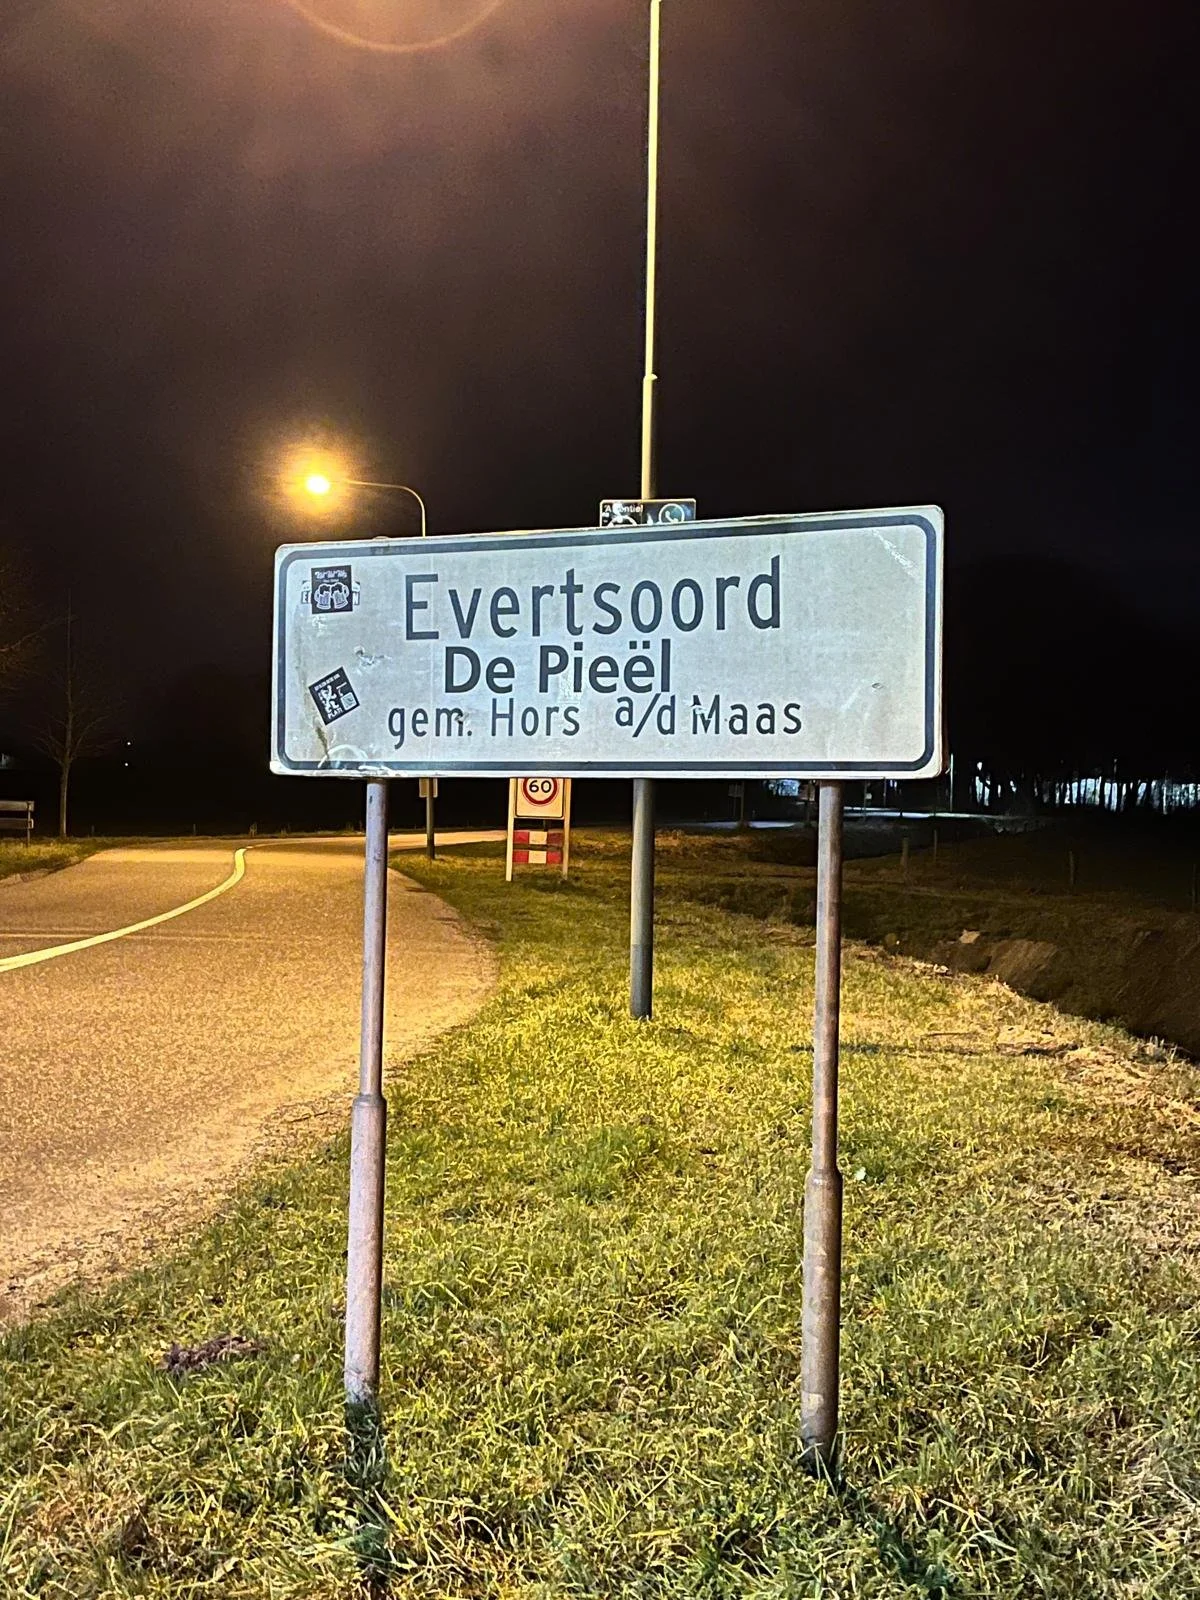 Evertsoord
De Pieël
gem. Hors a/d Maas
60